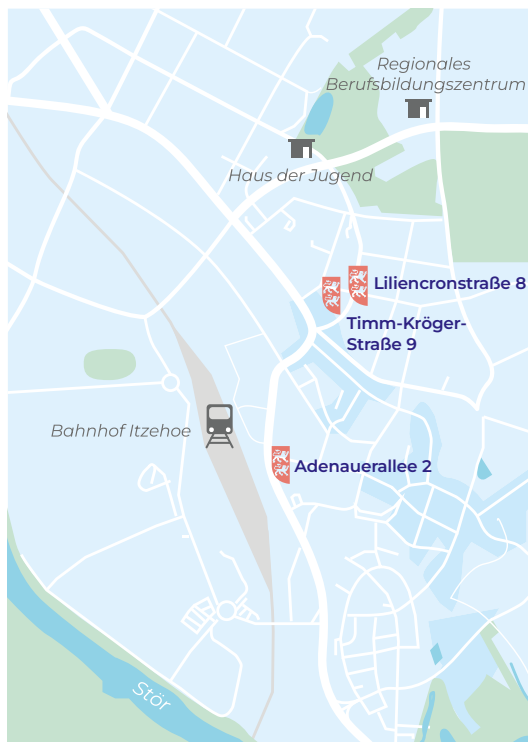 Regionales
Berufsbildungszentrum
Haus der Jugend
Liliencronstraße 8
Timm-Kröger-
Straße 9
Bahnhof Itzehoe
Adenauerallee 2
Stör